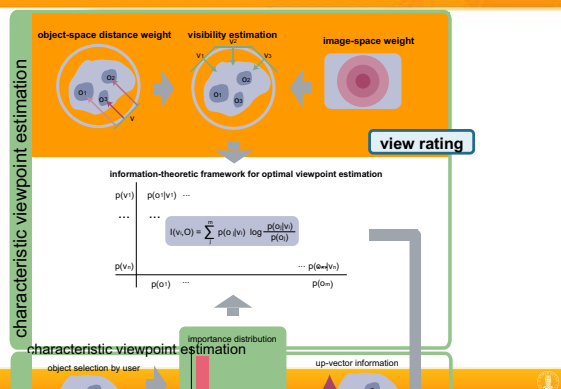 object-space distance weight
visibility estimation
image-space weight
v₁
v₂
v₃
o₁
o₂
o₃
v
o₁
o₂
o₃
view rating
characteristic viewpoint estimation
information-theoretic framework for optimal viewpoint estimation
p(v₁) p(o₁|v₁) ...
... ...
I(vᵢ,O) = ∑ p(oⱼ|vᵢ) log p(oⱼ|vᵢ) / p(oⱼ)
m
j
p(vₙ) ... |vₙ)
p(o₁) ... p(oₘ)
importance distribution
characteristic viewpoint estimation
object selection by user
up-vector information